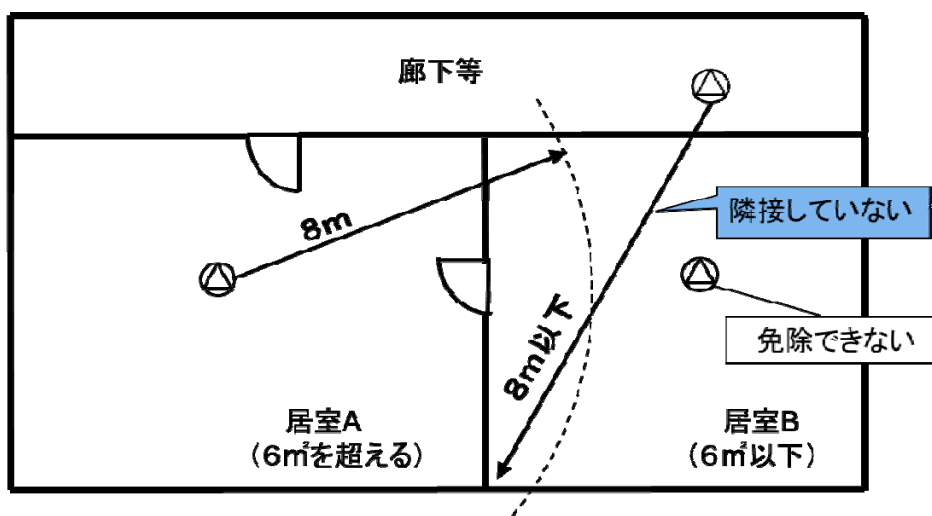 廊下等
8m
隣接していない
8m以下
免除できない
居室A
(6㎡を超える)
居室B
(6㎡以下)